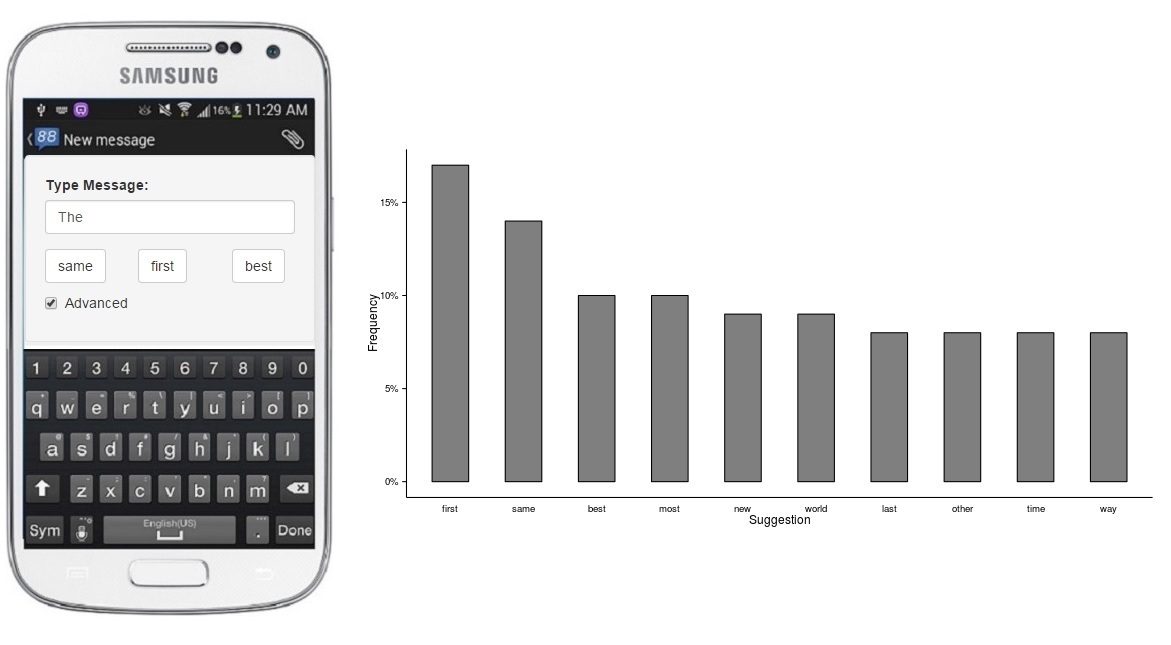 SAMSUNG
16% 11:29 AM
88 New message
Type Message:
The
same first best
Advanced
1 2 3 4 5 6 7 8 9 0
q w e r t y u i o p
a s d f g h j k l
z x c v b n m
English(US)
Sym . Done
15%
10%
5%
0%
Frequency
first same best most new world last other time way
Suggestion